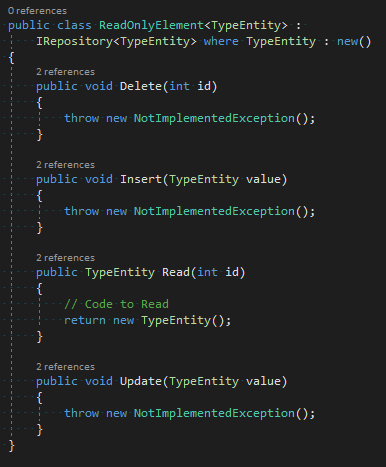 0 references
public class ReadOnlyElement<TypeEntity> :
IRepository<TypeEntity> where TypeEntity : new()
{
2 references
public void Delete(int id)
{
throw new NotImplementedException();
}
2 references
public void Insert(TypeEntity value)
{
throw new NotImplementedException();
}
2 references
public TypeEntity Read(int id)
{
// Code to Read
return new TypeEntity();
}
2 references
public void Update(TypeEntity value)
{
throw new NotImplementedException();
}
}